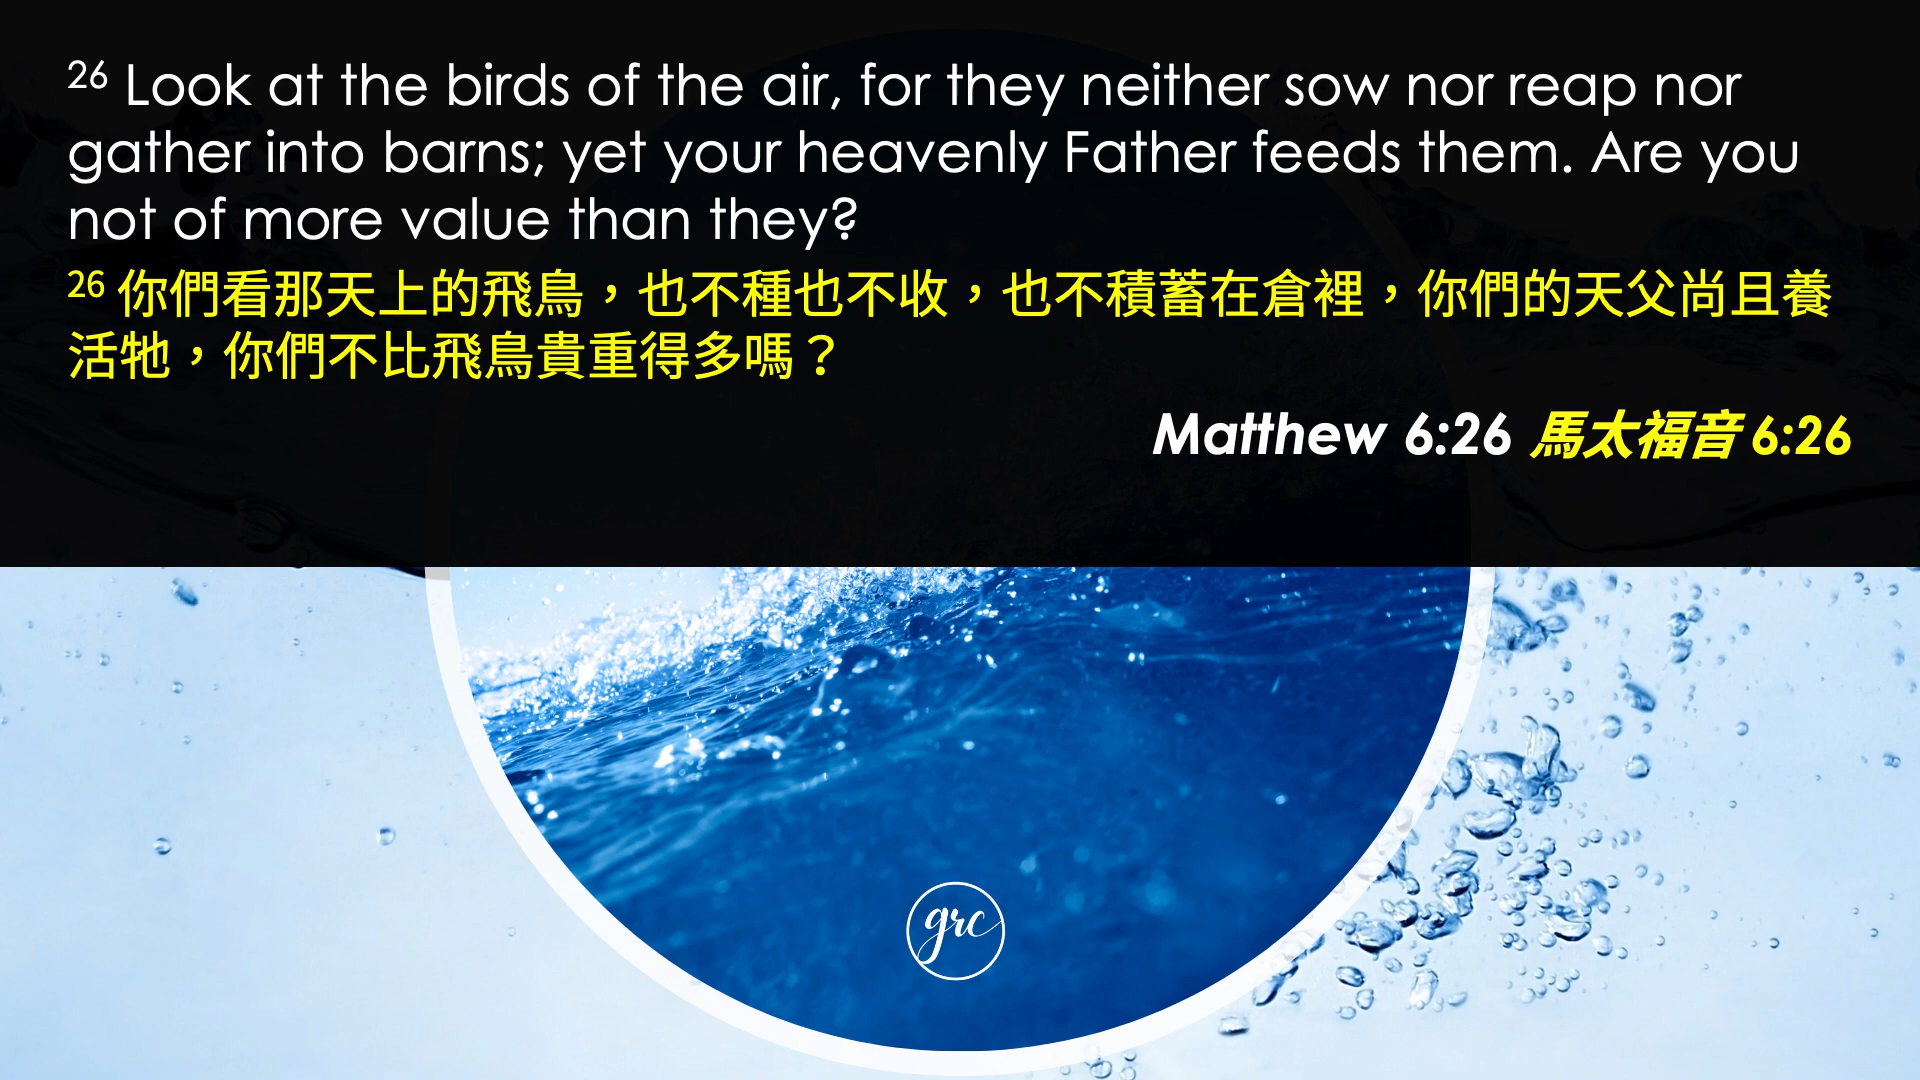 26 Look at the birds of the air, for they neither sow nor reap nor
gather into barns; yet your heavenly Father feeds them. Are you
not of more value than they?
26 你們看那天上的飛鳥，也不種也不收，也不積蓄在倉裡，你們的天父尚且養
活牠，你們不比飛鳥貴重得多嗎？
Matthew 6:26 馬太福音 6:26
grc